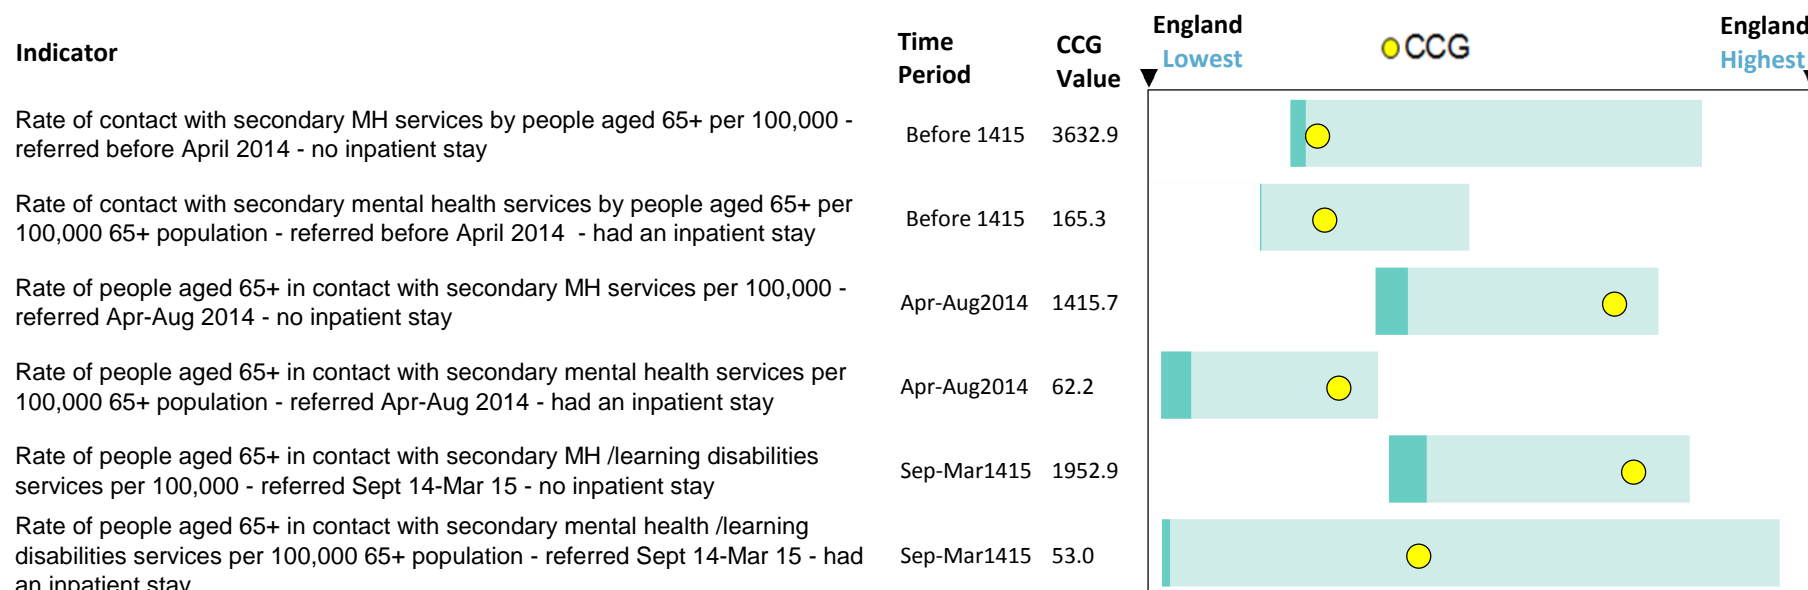 Indicator
Time
Period
CCG
Value
England
Lowest
CCG
England
Highest
Rate of contact with secondary MH services by people aged 65+ per 100,000 -
referred before April 2014 - no inpatient stay
Before 1415 3632.9
Rate of contact with secondary mental health services by people aged 65+ per
100,000 65+ population - referred before April 2014  - had an inpatient stay
Before 1415 165.3
Rate of people aged 65+ in contact with secondary MH services per 100,000 -
referred Apr-Aug 2014 - no inpatient stay
Apr-Aug2014 1415.7
Rate of people aged 65+ in contact with secondary mental health services per
100,000 65+ population - referred Apr-Aug 2014 - had an inpatient stay
Apr-Aug2014 62.2
Rate of people aged 65+ in contact with secondary MH /learning disabilities
services per 100,000 - referred Sept 14-Mar 15 - no inpatient stay
Sep-Mar1415 1952.9
Rate of people aged 65+ in contact with secondary mental health /learning
disabilities services per 100,000 65+ population - referred Sept 14-Mar 15 - had
an inpatient stay
Sep-Mar1415 53.0